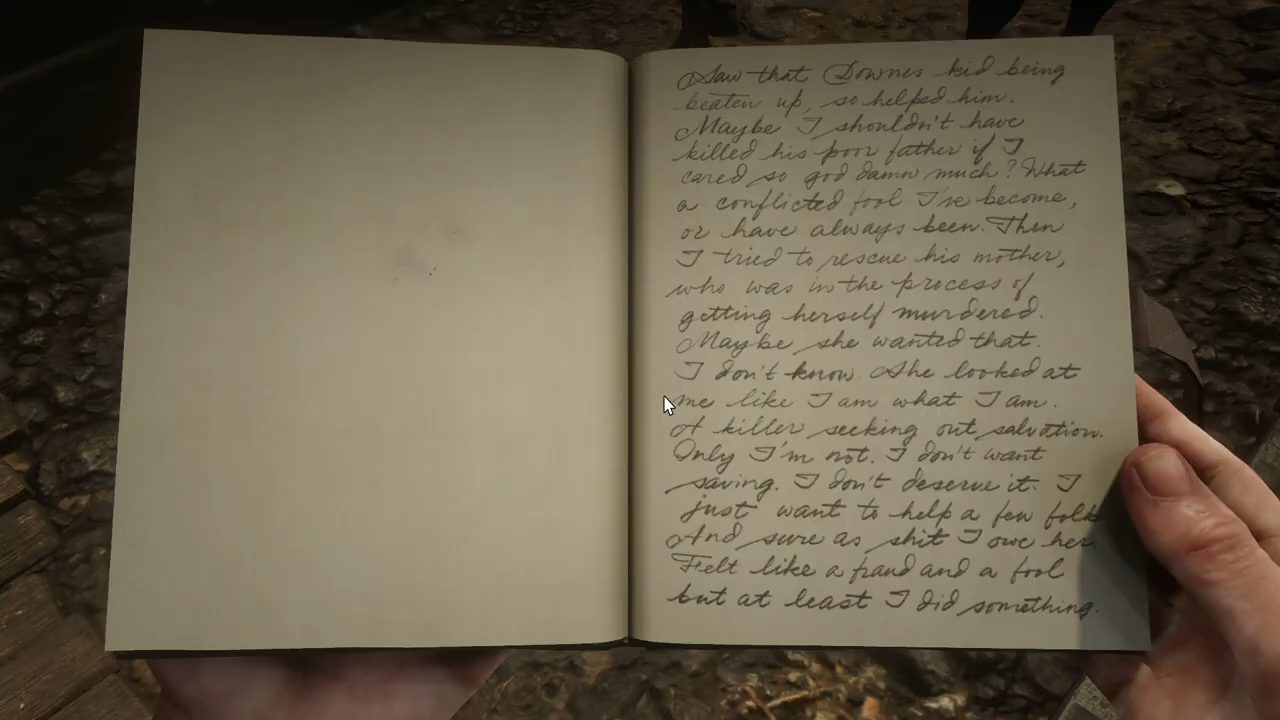 Saw that Downes kid being
beaten up, so helped him.
Maybe I shouldn't have
killed his poor father if I
cared so god damn much? What
a conflicted fool I've become,
or have always been. Then
I tried to rescue his mother,
who was in the process of
getting herself murdered.
Maybe she wanted that.
I don't know. She looked at
me like I am what I am.
A killer seeking out salvation.
Only I'm not. I don't want
saving. I don't deserve it. I
just want to help a few folk
And sure as shit I owe her.
Felt like a fraud and a fool
but at least I did something.